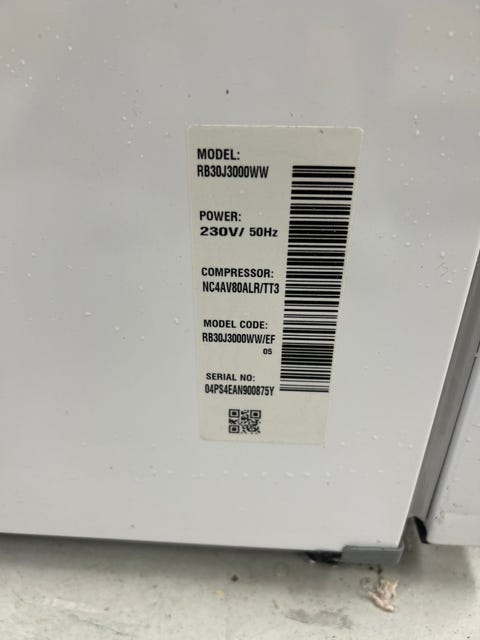 MODEL:
RB30J3000WW
POWER:
230V/ 50Hz
COMPRESSOR:
NC4AV80ALR/TT3
MODEL CODE:
RB30J3000WW/EF
05
SERIAL NO:
04PS4EAN900875Y